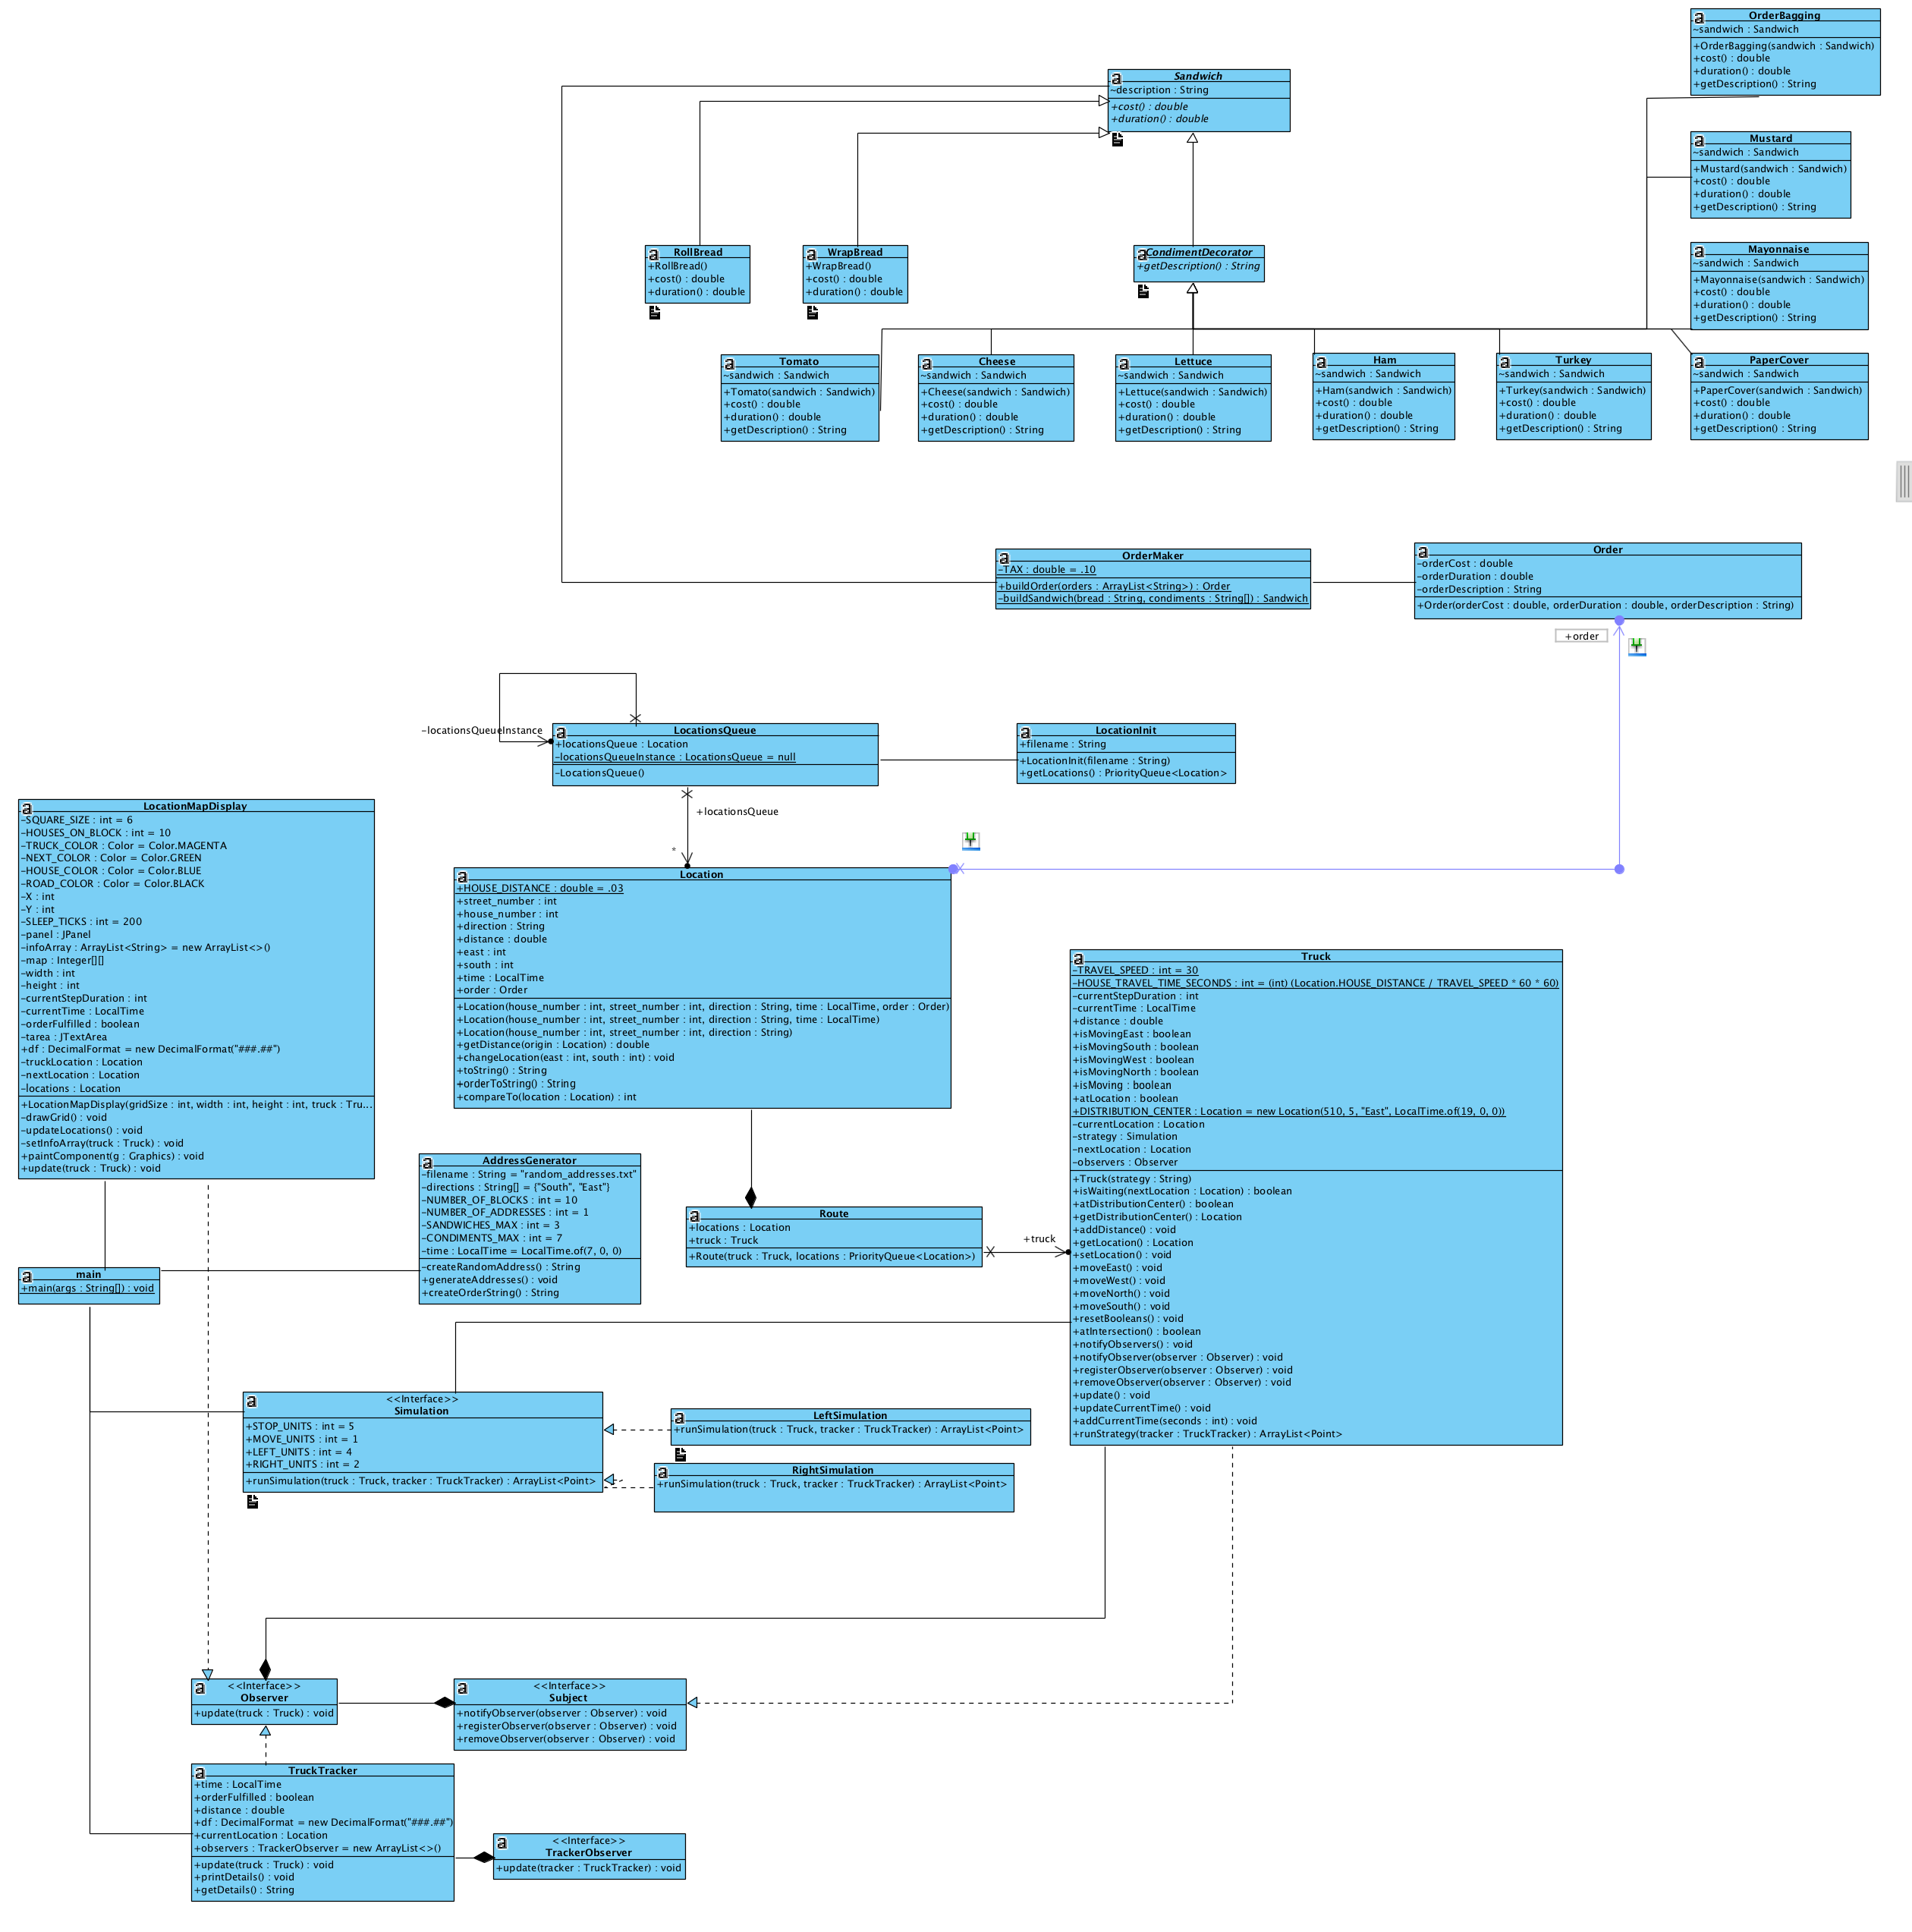 OrderBagging
~sandwich : Sandwich
+OrderBagging(sandwich : Sandwich)
+cost() : double
+duration() : double
+getDescription() : String
Sandwich
~description : String
+cost() : double
+duration() : double
Mustard
~sandwich : Sandwich
+Mustard(sandwich : Sandwich)
+cost() : double
+duration() : double
+getDescription() : String
RollBread
+RollBread()
+cost() : double
+duration() : double
WrapBread
+WrapBread()
+cost() : double
+duration() : double
CondimentDecorator
+getDescription() : String
Mayonnaise
~sandwich : Sandwich
+Mayonnaise(sandwich : Sandwich)
+cost() : double
+duration() : double
+getDescription() : String
Tomato
~sandwich : Sandwich
+Tomato(sandwich : Sandwich)
+cost() : double
+duration() : double
+getDescription() : String
Cheese
~sandwich : Sandwich
+Cheese(sandwich : Sandwich)
+cost() : double
+duration() : double
+getDescription() : String
Lettuce
~sandwich : Sandwich
+Lettuce(sandwich : Sandwich)
+cost() : double
+duration() : double
+getDescription() : String
Ham
~sandwich : Sandwich
+Ham(sandwich : Sandwich)
+cost() : double
+duration() : double
+getDescription() : String
Turkey
~sandwich : Sandwich
+Turkey(sandwich : Sandwich)
+cost() : double
+duration() : double
+getDescription() : String
PaperCover
~sandwich : Sandwich
+PaperCover(sandwich : Sandwich)
+cost() : double
+duration() : double
+getDescription() : String
OrderMaker
-TAX : double = .10
+buildOrder(orders : ArrayList<String>) : Order
-buildSandwich(bread : String, condiments : String[]) : Sandwich
Order
-orderCost : double
-orderDuration : double
-orderDescription : String
+Order(orderCost : double, orderDuration : double, orderDescription : String)
+order
-locationsQueueInstance
LocationsQueue
+locationsQueue : Location
-locationsQueueInstance : LocationsQueue = null
-LocationsQueue()
LocationInit
+filename : String
+LocationInit(filename : String)
+getLocations() : PriorityQueue<Location>
+locationsQueue
*
LocationMapDisplay
-SQUARE_SIZE : int = 6
-HOUSES_ON_BLOCK : int = 10
-TRUCK_COLOR : Color = Color.MAGENTA
-NEXT_COLOR : Color = Color.GREEN
-HOUSE_COLOR : Color = Color.BLUE
-ROAD_COLOR : Color = Color.BLACK
-X : int
-Y : int
-SLEEP_TICKS : int = 200
-panel : JPanel
-infoArray : ArrayList<String> = new ArrayList<>()
-map : Integer[][]
-width : int
-height : int
-currentStepDuration : int
-currentTime : LocalTime
-orderFulfilled : boolean
-tarea : JTextArea
+df : DecimalFormat = new DecimalFormat("###.##")
-truckLocation : Location
-nextLocation : Location
-locations : Location
+LocationMapDisplay(gridSize : int, width : int, height : int, truck : Tru...
-drawGrid() : void
-updateLocations() : void
-setInfoArray(truck : Truck) : void
+paintComponent(g : Graphics) : void
+update(truck : Truck) : void
Location
+HOUSE_DISTANCE : double = .03
+street_number : int
+house_number : int
+direction : String
+distance : double
+east : int
+south : int
+time : LocalTime
+order : Order
+Location(house_number : int, street_number : int, direction : String, time : LocalTime, order : Order)
+Location(house_number : int, street_number : int, direction : String, time : LocalTime)
+Location(house_number : int, street_number : int, direction : String)
+getDistance(origin : Location) : double
+changeLocation(east : int, south : int) : void
+toString() : String
+orderToString() : String
+compareTo(location : Location) : int
Truck
-TRAVEL_SPEED : int = 30
-HOUSE_TRAVEL_TIME_SECONDS : int = (int) (Location.HOUSE_DISTANCE / TRAVEL_SPEED * 60 * 60)
-currentStepDuration : int
-currentTime : LocalTime
+distance : double
+isMovingEast : boolean
+isMovingSouth : boolean
+isMovingWest : boolean
+isMovingNorth : boolean
+isMoving : boolean
+atLocation : boolean
+DISTRIBUTION_CENTER : Location = new Location(510, 5, "East", LocalTime.of(19, 0, 0))
-currentLocation : Location
-strategy : Simulation
-nextLocation : Location
-observers : Observer
+Truck(strategy : String)
+isWaiting(nextLocation : Location) : boolean
+atDistributionCenter() : boolean
+getDistributionCenter() : Location
+addDistance() : void
+getLocation() : Location
+setLocation() : void
+moveEast() : void
+moveWest() : void
+moveNorth() : void
+moveSouth() : void
+resetBooleans() : void
+atIntersection() : boolean
+notifyObservers() : void
+notifyObserver(observer : Observer) : void
+registerObserver(observer : Observer) : void
+removeObserver(observer : Observer) : void
+update() : void
+updateCurrentTime() : void
+addCurrentTime(seconds : int) : void
+runStrategy(tracker : TruckTracker) : ArrayList<Point>
AddressGenerator
-filename : String = "random_addresses.txt"
-directions : String[] = {"South", "East"}
-NUMBER_OF_BLOCKS : int = 10
-NUMBER_OF_ADDRESSES : int = 1
-SANDWICHES_MAX : int = 3
-CONDIMENTS_MAX : int = 7
-time : LocalTime = LocalTime.of(7, 0, 0)
-createRandomAddress() : String
+generateAddresses() : void
+createOrderString() : String
Route
+locations : Location
+truck : Truck
+Route(truck : Truck, locations : PriorityQueue<Location>)
+truck
main
+main(args : String[]) : void
<<Interface>>
Simulation
+STOP_UNITS : int = 5
+MOVE_UNITS : int = 1
+LEFT_UNITS : int = 4
+RIGHT_UNITS : int = 2
+runSimulation(truck : Truck, tracker : TruckTracker) : ArrayList<Point>
LeftSimulation
+runSimulation(truck : Truck, tracker : TruckTracker) : ArrayList<Point>
RightSimulation
+runSimulation(truck : Truck, tracker : TruckTracker) : ArrayList<Point>
<<Interface>>
Observer
+update(truck : Truck) : void
<<Interface>>
Subject
+notifyObserver(observer : Observer) : void
+registerObserver(observer : Observer) : void
+removeObserver(observer : Observer) : void
TruckTracker
+time : LocalTime
+orderFulfilled : boolean
+distance : double
+df : DecimalFormat = new DecimalFormat("###.##")
+currentLocation : Location
+observers : TrackerObserver = new ArrayList<>()
+update(truck : Truck) : void
+printDetails() : void
+getDetails() : String
<<Interface>>
TrackerObserver
+update(tracker : TruckTracker) : void